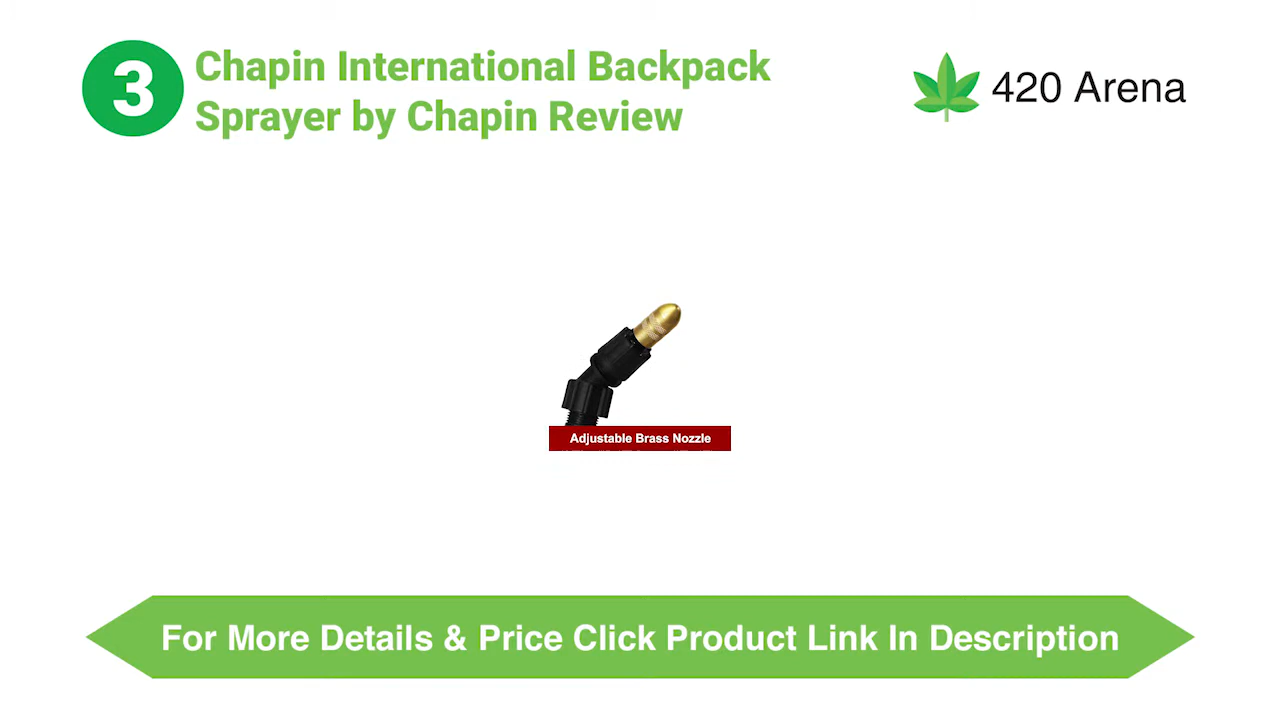 3
Chapin International Backpack
Sprayer by Chapin Review
420 Arena
Adjustable Brass Nozzle
For More Details & Price Click Product Link In Description